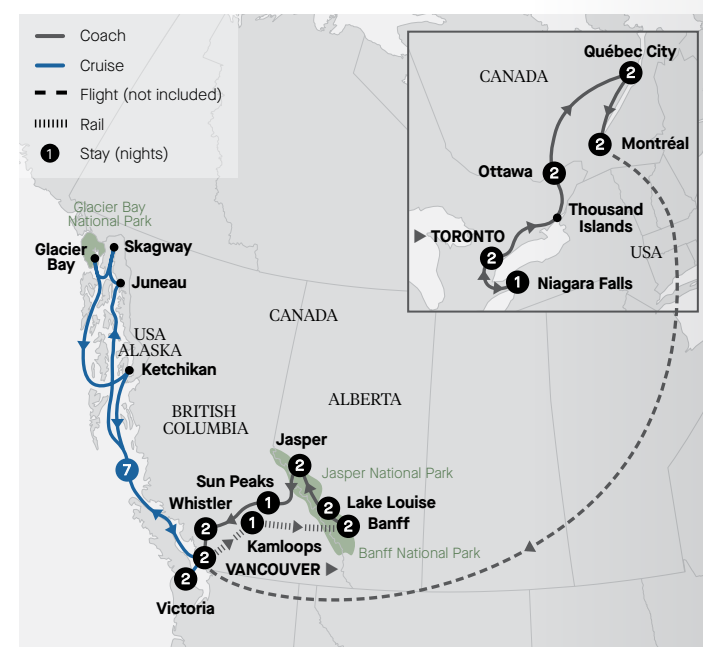 Coach
Cruise
Flight (not included)
Rail
1 Stay (nights)
CANADA
Québec City
2
2 Montréal
Ottawa 2
Thousand
Islands
TORONTO
2
USA
1 Niagara Falls
Glacier Bay
National Park
Glacier
Bay
Skagway
Juneau
USA
ALASKA
Ketchikan
CANADA
BRITISH
COLUMBIA
ALBERTA
7
Jasper
2
Jasper National Park
Sun Peaks
1
Whistler
2
Lake Louise
2
Banff
2
1
Kamloops
Banff National Park
2
VANCOUVER
2
Victoria